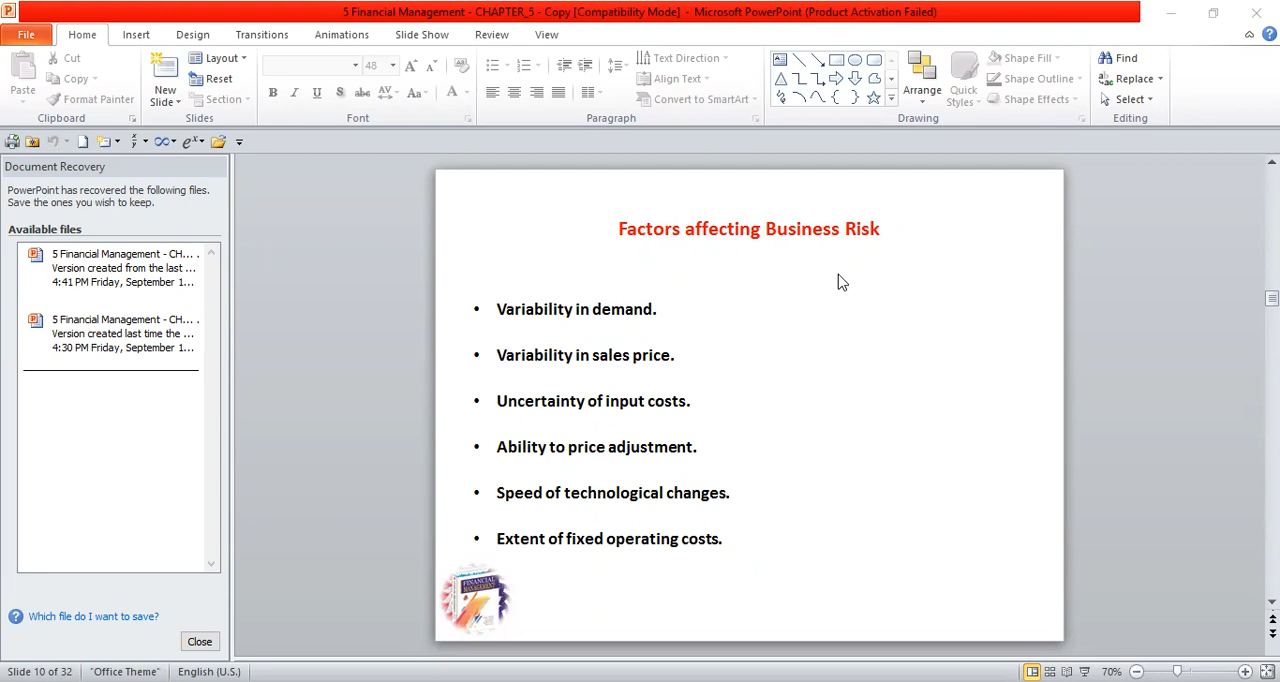 5 Financial Management - CHAPTER_5 - Copy [Compatibility Mode] - Microsoft PowerPoint (Product Activation Failed)
File Home Insert Design Transitions Animations Slide Show Review View
Paste
Cut
Copy
Format Painter
Clipboard
New Slide
Layout
Reset
Section
Slides
48
B I U S abc AV Aa A
Font
Text Direction
Align Text
Convert to SmartArt
Paragraph
Arrange
Quick Styles
Shape Fill
Shape Outline
Shape Effects
Drawing
Find
Replace
Select
Editing
Document Recovery
PowerPoint has recovered the following files.
Save the ones you wish to keep.
Available files
5 Financial Management - CH... .
Version created from the last ...
4:41 PM Friday, September 1...
5 Financial Management - CH... .
Version created last time the ...
4:30 PM Friday, September 1...
Which file do I want to save?
Close
Factors affecting Business Risk
• Variability in demand.
• Variability in sales price.
• Uncertainty of input costs.
• Ability to price adjustment.
• Speed of technological changes.
• Extent of fixed operating costs.
FINANCIAL
MANAGEMENT
Slide 10 of 32 "Office Theme" English (U.S.) 70%